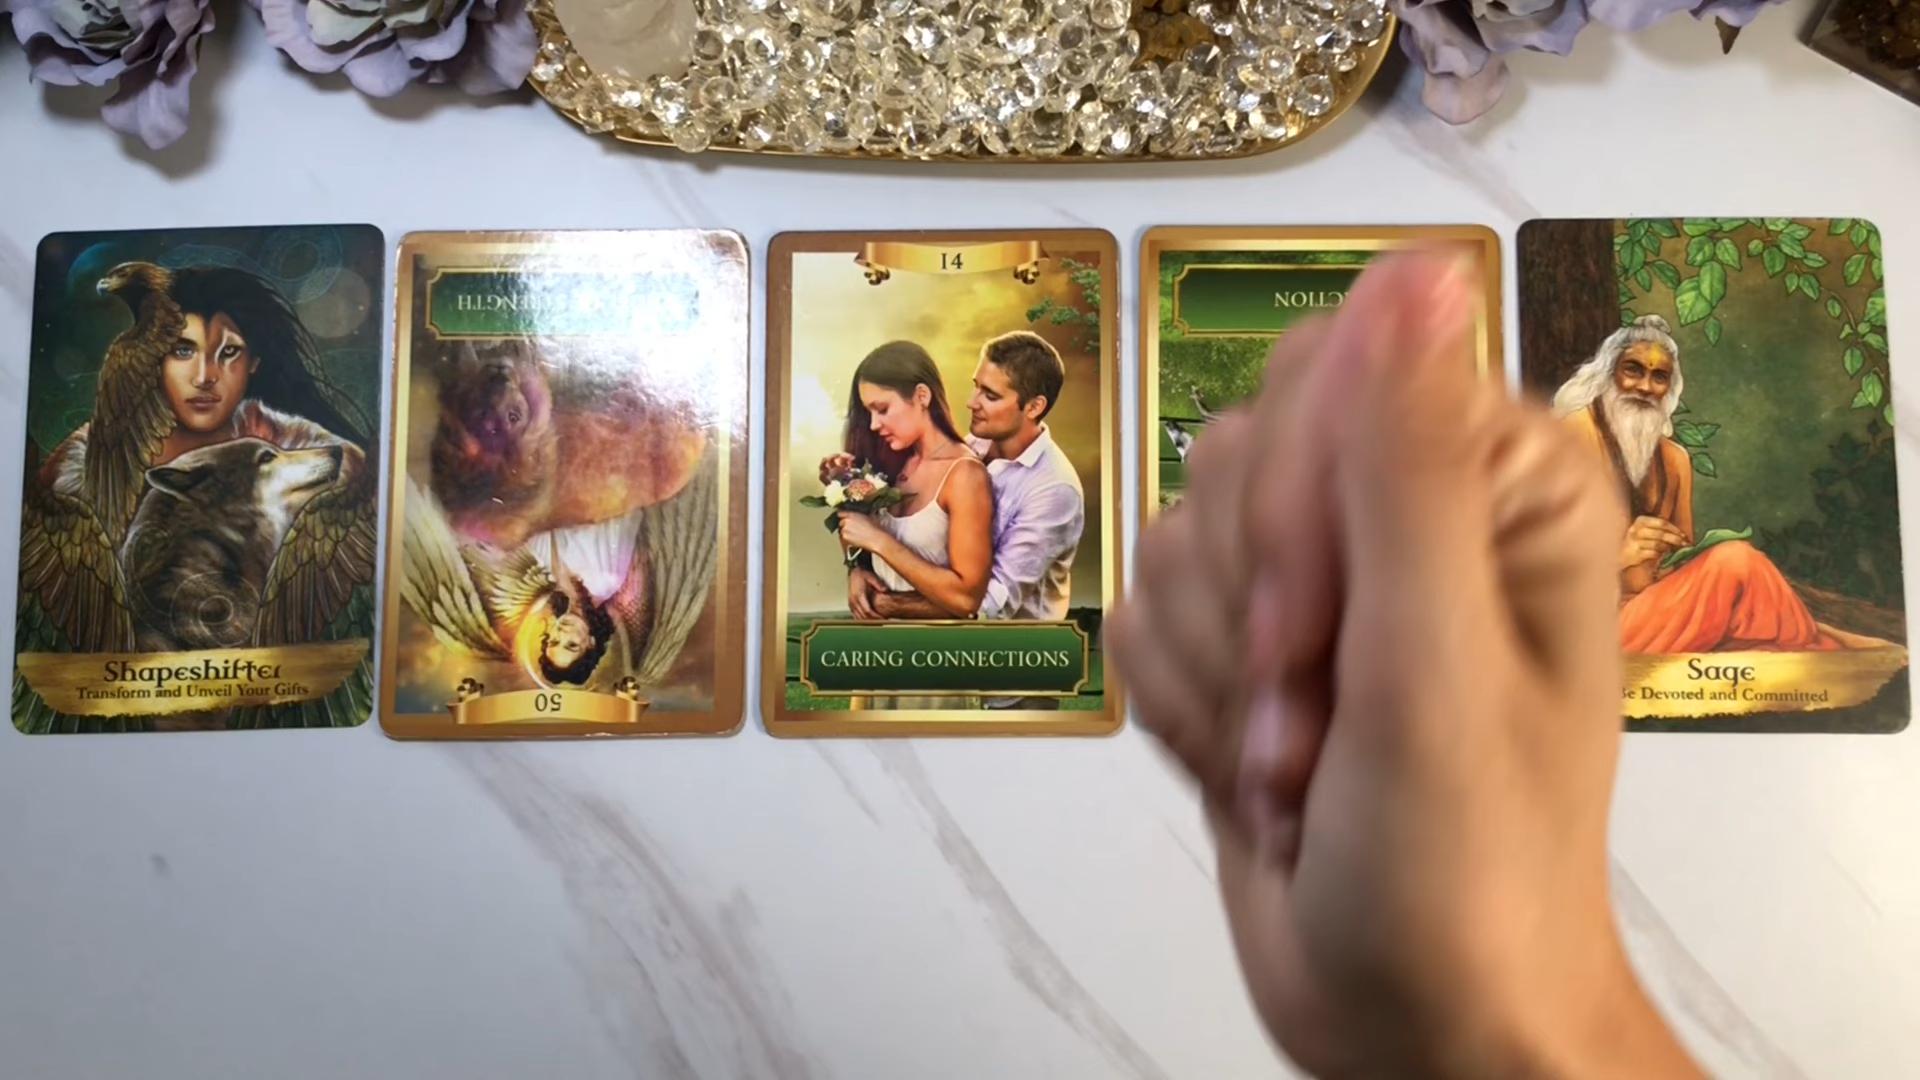 Shapeshifter
Transform and Unveil Your Gifts
50
14
CARING CONNECTIONS
Sage
Be Devoted and Committed